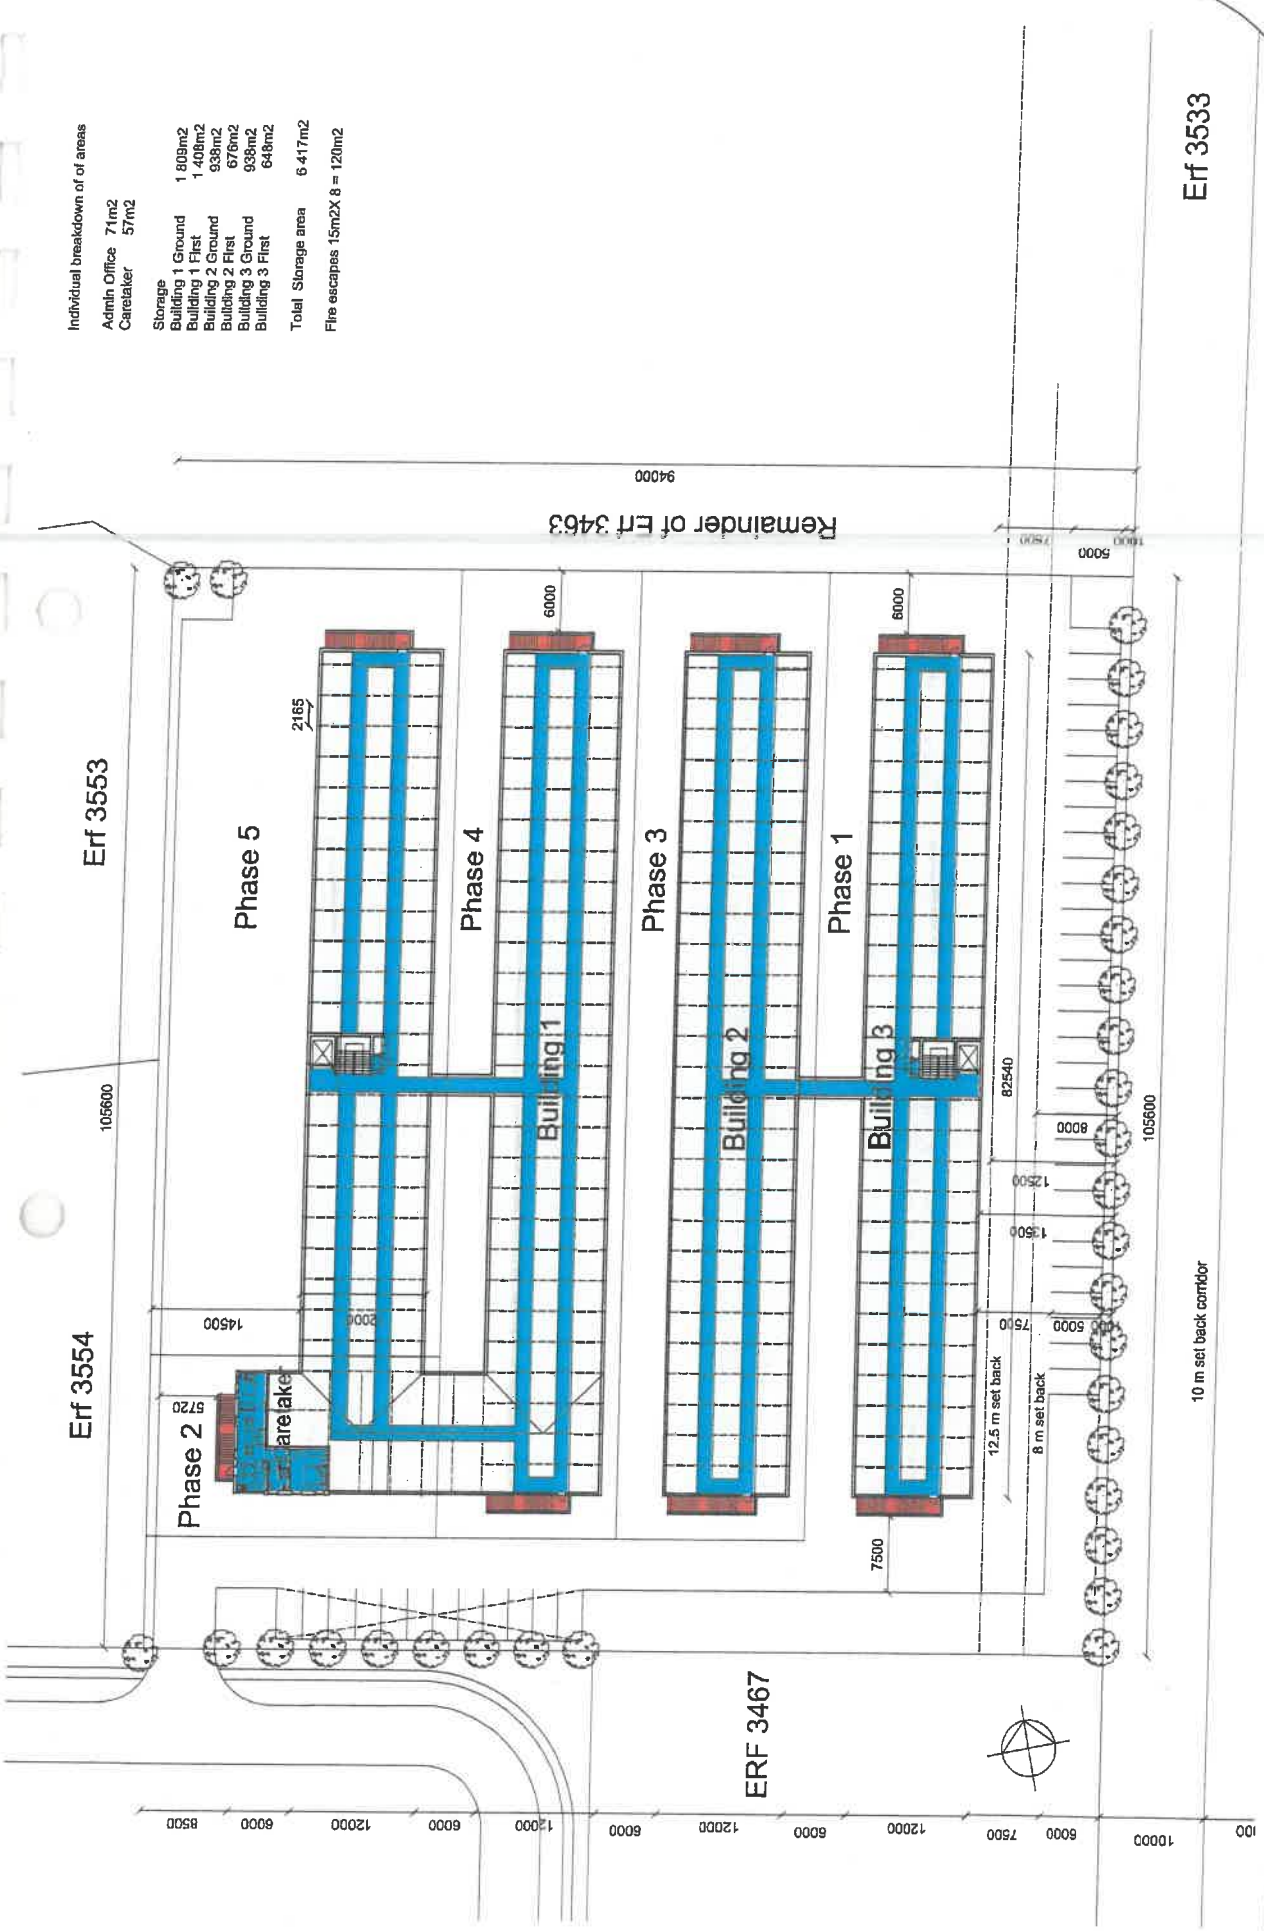 Individual breakdown of of areas
Admin Office 71m2
Caretaker 57m2
Storage
Building 1 Ground 1 809m2
Building 1 First 1 408m2
Building 2 Ground 938m2
Building 2 First 676m2
Building 3 Ground 938m2
Building 3 First 648m2
Total Storage area 6 417m2
Fire escapes 15m2X 8 = 120m2
Erf 3533
94000
Remainder of Erf 3463
7500
1000
5000
6000
6000
2165
Erf 3553
Phase 5
Phase 4
Phase 3
Phase 1
105600
Building 1
Building 2
Building 3
82540
8000
105600
12500
13500
Erf 3554
14500
2000
7500
5000
12.5 m set back
8 m set back
10 m set back corridor
5720
Phase 2
aretaker
7500
ERF 3467
8500
6000
12000
6000
12000
6000
12000
6000
12000
7500
6000
10000
100